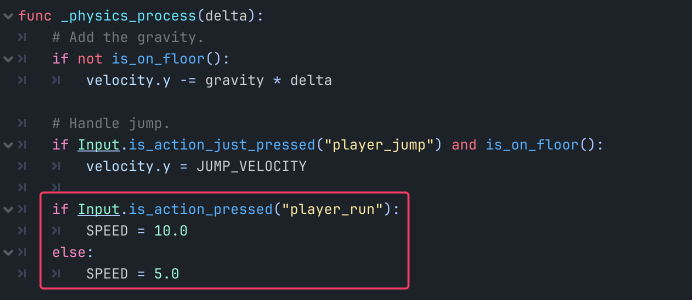 func _physics_process(delta):
# Add the gravity.
if not is_on_floor():
velocity.y -= gravity * delta
# Handle jump.
if Input.is_action_just_pressed("player_jump") and is_on_floor():
velocity.y = JUMP_VELOCITY
if Input.is_action_pressed("player_run"):
SPEED = 10.0
else:
SPEED = 5.0